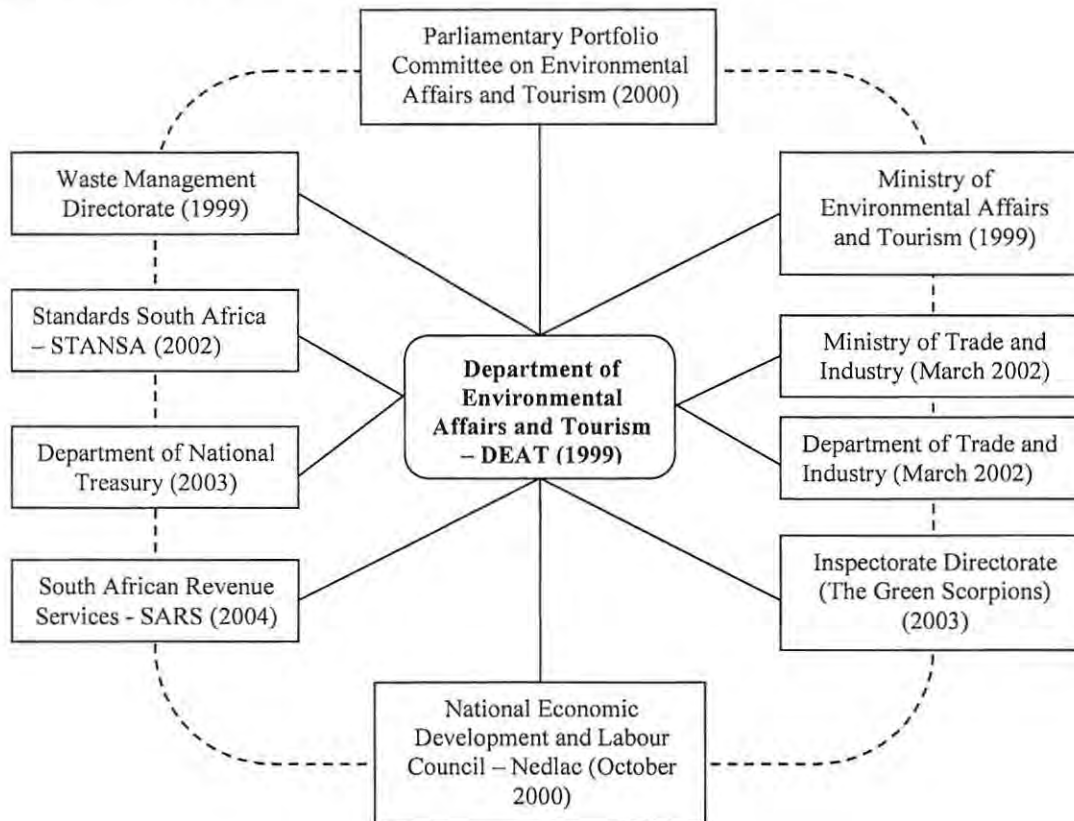 Parliamentary Portfolio
Committee on Environmental
Affairs and Tourism (2000)
Waste Management
Directorate (1999)
Ministry of
Environmental Affairs
and Tourism (1999)
Standards South Africa
– STANSA (2002)
Ministry of Trade and
Industry (March 2002)
Department of
Environmental
Affairs and Tourism
– DEAT (1999)
Department of National
Treasury (2003)
Department of Trade and
Industry (March 2002)
South African Revenue
Services - SARS (2004)
Inspectorate Directorate
(The Green Scorpions)
(2003)
National Economic
Development and Labour
Council – Nedlac (October
2000)